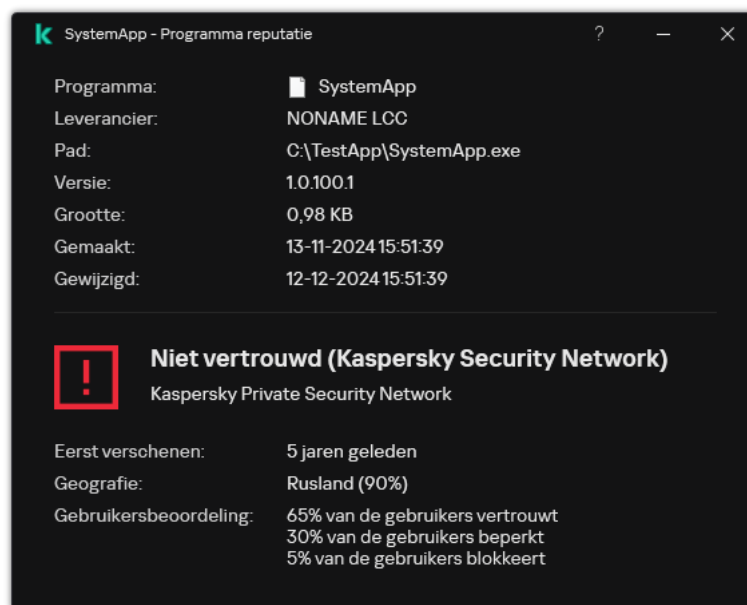 SystemApp - Programma reputatie
Programma: SystemApp
Leverancier: NONAME LCC
Pad: C:\TestApp\SystemApp.exe
Versie: 1.0.100.1
Grootte: 0,98 KB
Gemaakt: 13-11-2024 15:51:39
Gewijzigd: 12-12-2024 15:51:39
Niet vertrouwd (Kaspersky Security Network)
Kaspersky Private Security Network
Eerst verschenen: 5 jaren geleden
Geografie: Rusland (90%)
Gebruikersbeoordeling: 65% van de gebruikers vertrouwt
30% van de gebruikers beperkt
5% van de gebruikers blokkeert